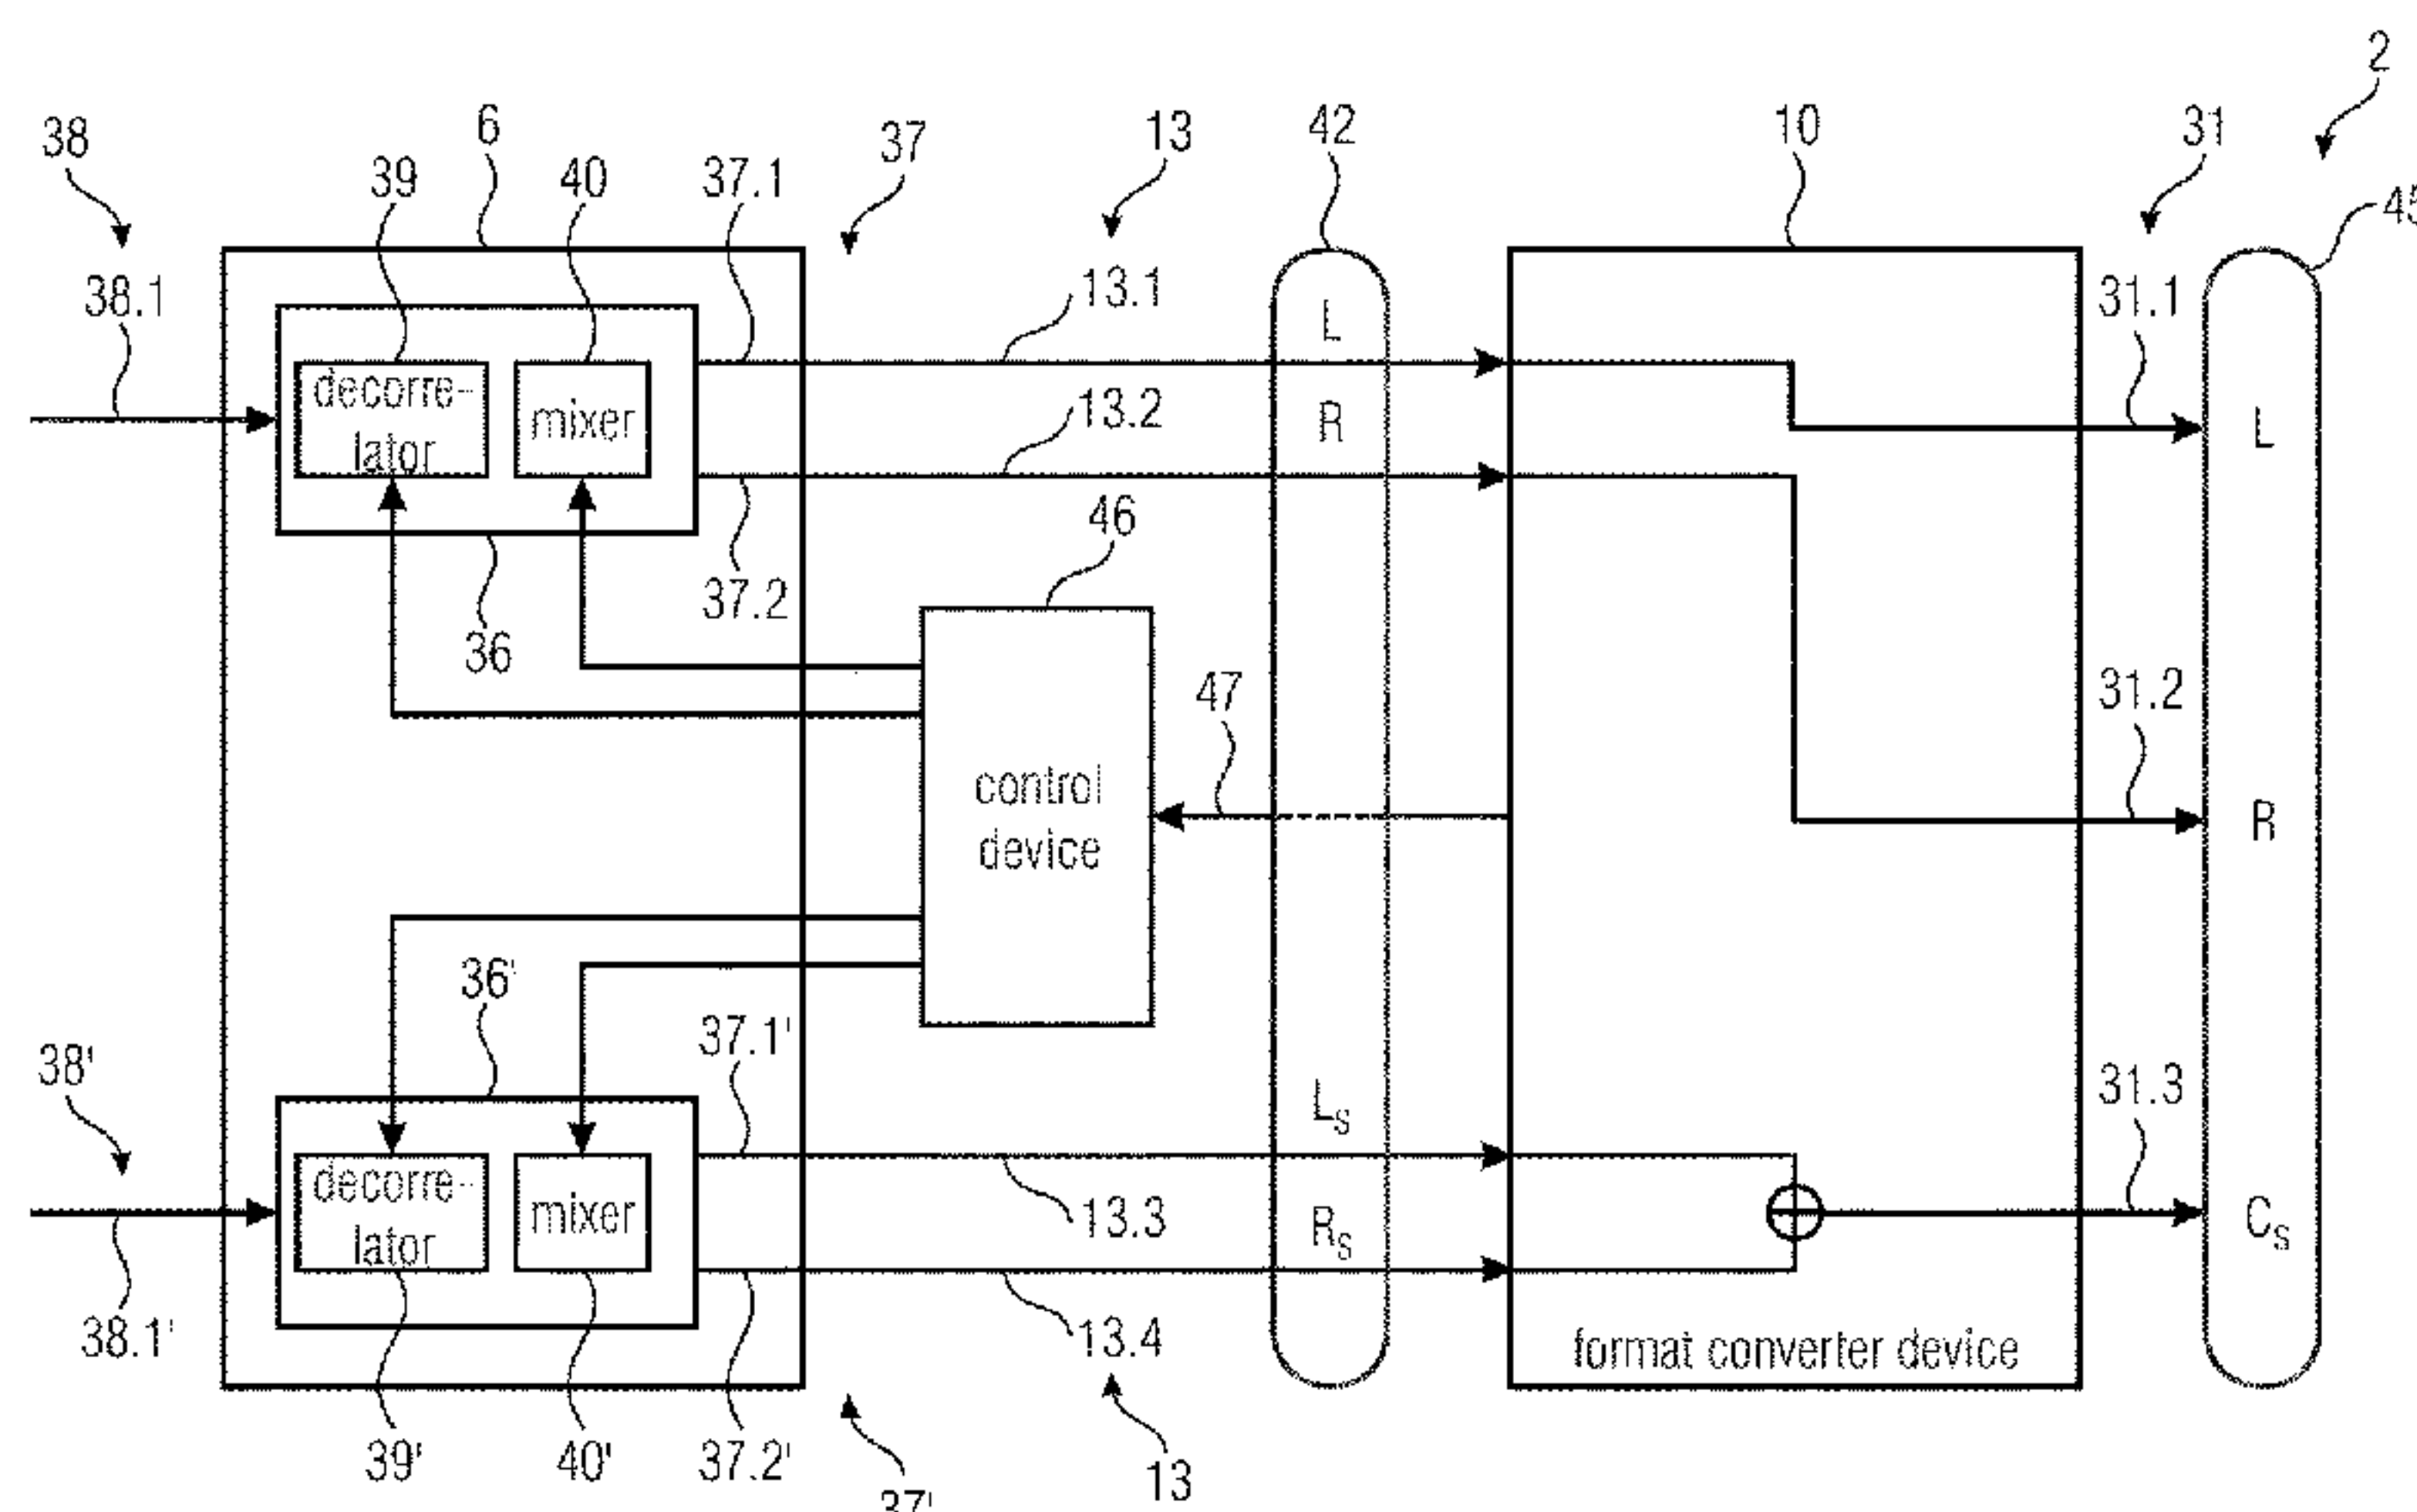 2
38
6
37
13
42
10
31
39
40
37.1
45
38.1
13.1
31.1
L
decorre-
lator
mixer
13.2
R
L
46
37.2
36
47
31.2
control
device
R
36'
37.1'
38'
31.3
Ls
decorre-
lator
mixer
13.3
Rs
Cs
38.1'
13.4
format converter device
39'
40'
37.2'
13
37'